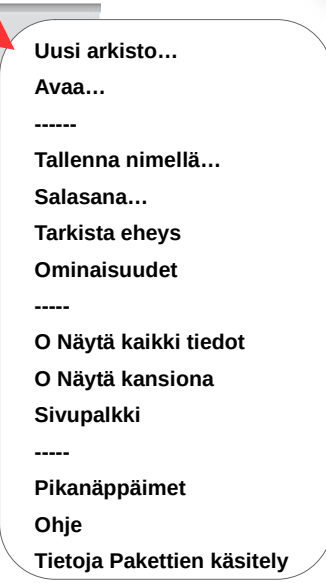 Uusi arkisto…
Avaa…
------
Tallenna nimellä…
Salasana…
Tarkista eheys
Ominaisuudet
-----
O Näytä kaikki tiedot
O Näytä kansiona
Sivupalkki
-----
Pikanäppäimet
Ohje
Tietoja Pakettien käsitely